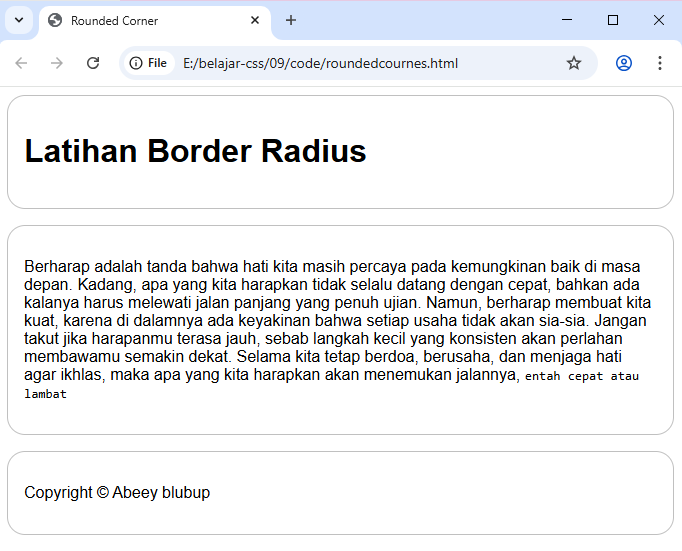 Rounded Corner
File
E:/belajar-css/09/code/roundedcournes.html
Latihan Border Radius
Berharap adalah tanda bahwa hati kita masih percaya pada kemungkinan baik di masa
depan. Kadang, apa yang kita harapkan tidak selalu datang dengan cepat, bahkan ada
kalanya harus melewati jalan panjang yang penuh ujian. Namun, berharap membuat kita
kuat, karena di dalamnya ada keyakinan bahwa setiap usaha tidak akan sia-sia. Jangan
takut jika harapanmu terasa jauh, sebab langkah kecil yang konsisten akan perlahan
membawamu semakin dekat. Selama kita tetap berdoa, berusaha, dan menjaga hati
agar ikhlas, maka apa yang kita harapkan akan menemukan jalannya, entah cepat atau
lambat
Copyright © Abeey blubup